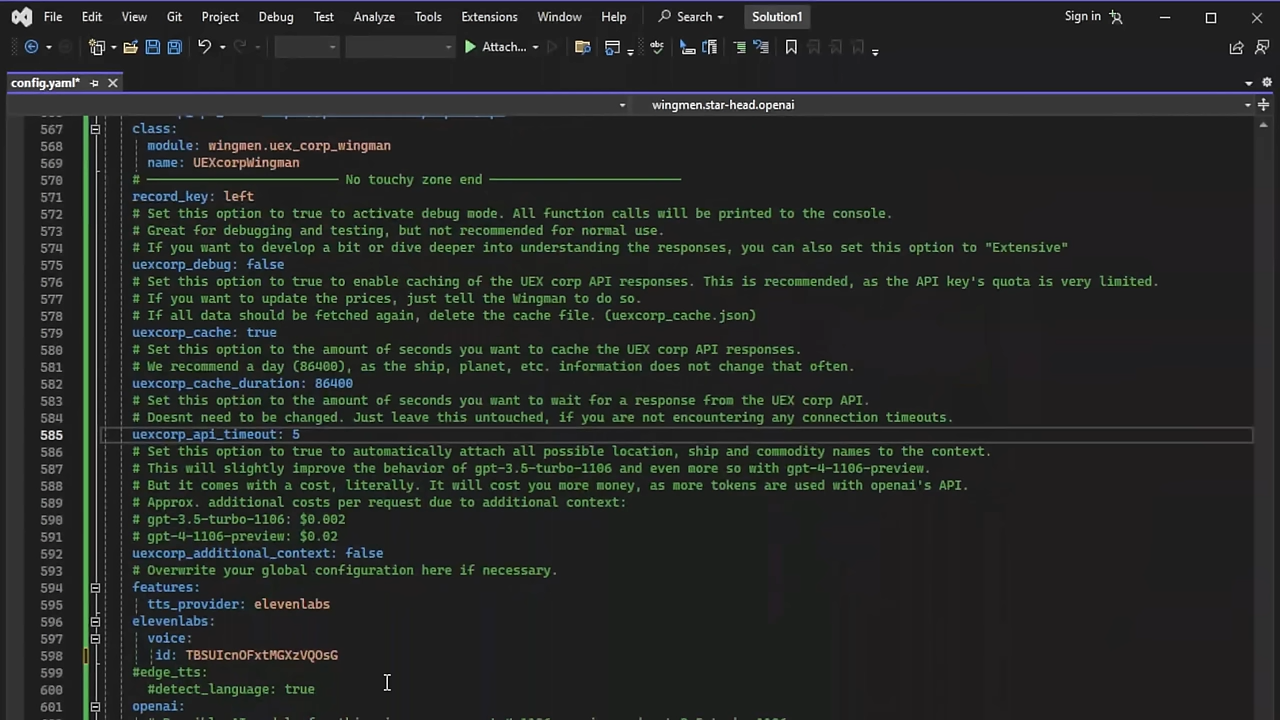 File Edit View Git Project Debug Test Analyze Tools Extensions Window Help Search Solution1 Sign in
Attach...
config.yaml*
wingmen.star-head.openai
567 class:
568 module: wingmen.uex_corp_wingman
569 name: UEXcorpWingman
570 # ─────────── No touchy zone end ───────────
571 record_key: left
572 # Set this option to true to activate debug mode. All function calls will be printed to the console.
573 # Great for debugging and testing, but not recommended for normal use.
574 # If you want to develop a bit or dive deeper into understanding the responses, you can also set this option to "Extensive"
575 uexcorp_debug: false
576 # Set this option to true to enable caching of the UEX corp API responses. This is recommended, as the API key's quota is very limited.
577 # If you want to update the prices, just tell the Wingman to do so.
578 # If all data should be fetched again, delete the cache file. (uexcorp_cache.json)
579 uexcorp_cache: true
580 # Set this option to the amount of seconds you want to cache the UEX corp API responses.
581 # We recommend a day (86400), as the ship, planet, etc. information does not change that often.
582 uexcorp_cache_duration: 86400
583 # Set this option to the amount of seconds you want to wait for a response from the UEX corp API.
584 # Doesnt need to be changed. Just leave this untouched, if you are not encountering any connection timeouts.
585 uexcorp_api_timeout: 5
586 # Set this option to true to automatically attach all possible location, ship and commodity names to the context.
587 # This will slightly improve the behavior of gpt-3.5-turbo-1106 and even more so with gpt-4-1106-preview.
588 # But it comes with a cost, literally. It will cost you more money, as more tokens are used with openai's API.
589 # Approx. additional costs per request due to additional context:
590 # gpt-3.5-turbo-1106: $0.002
591 # gpt-4-1106-preview: $0.02
592 uexcorp_additional_context: false
593 # Overwrite your global configuration here if necessary.
594 features:
595 tts_provider: elevenlabs
596 elevenlabs:
597 voice:
598 id: TBSUIcnOFxtMGXzVQOsG
599 #edge_tts:
600 #detect_language: true
601 openai: